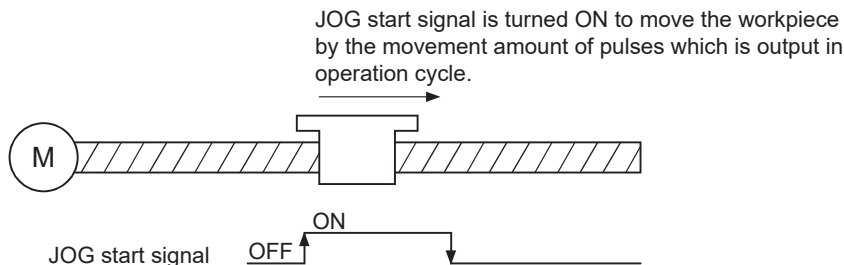 JOG start signal is turned ON to move the workpiece
by the movement amount of pulses which is output in
operation cycle.
M
ON
JOG start signal OFF